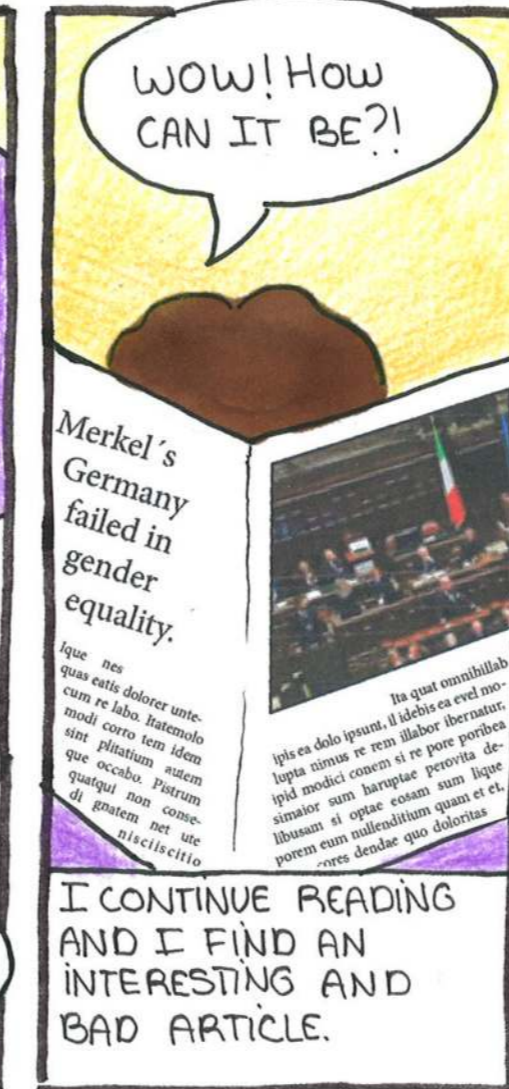 WOW! HOW
CAN IT BE?!
Merkel´s
Germany
failed in
gender
equality.
Ique nes
quas eatis dolorer unte-
cum re labo. Itatemolo
modi corro tem idem
sint plitatium autem
que occabo. Pistrum
quatqui non conse-
di gnatem net ute
nisciiscitio
Ita quat omnihillab
ipis ea dolo ipsunt, il idebis ea evel mo-
lupta nimus re rem illabor ibernatur,
ipid modici conem si re pore poribea
simaior sum haruptae perovita de-
libusam si optae eosam sum lique
porem eum nullenditium quam et et,
cores dendae quo doloritas
I CONTINUE READING
AND I FIND AN
INTERESTING AND
BAD ARTICLE.